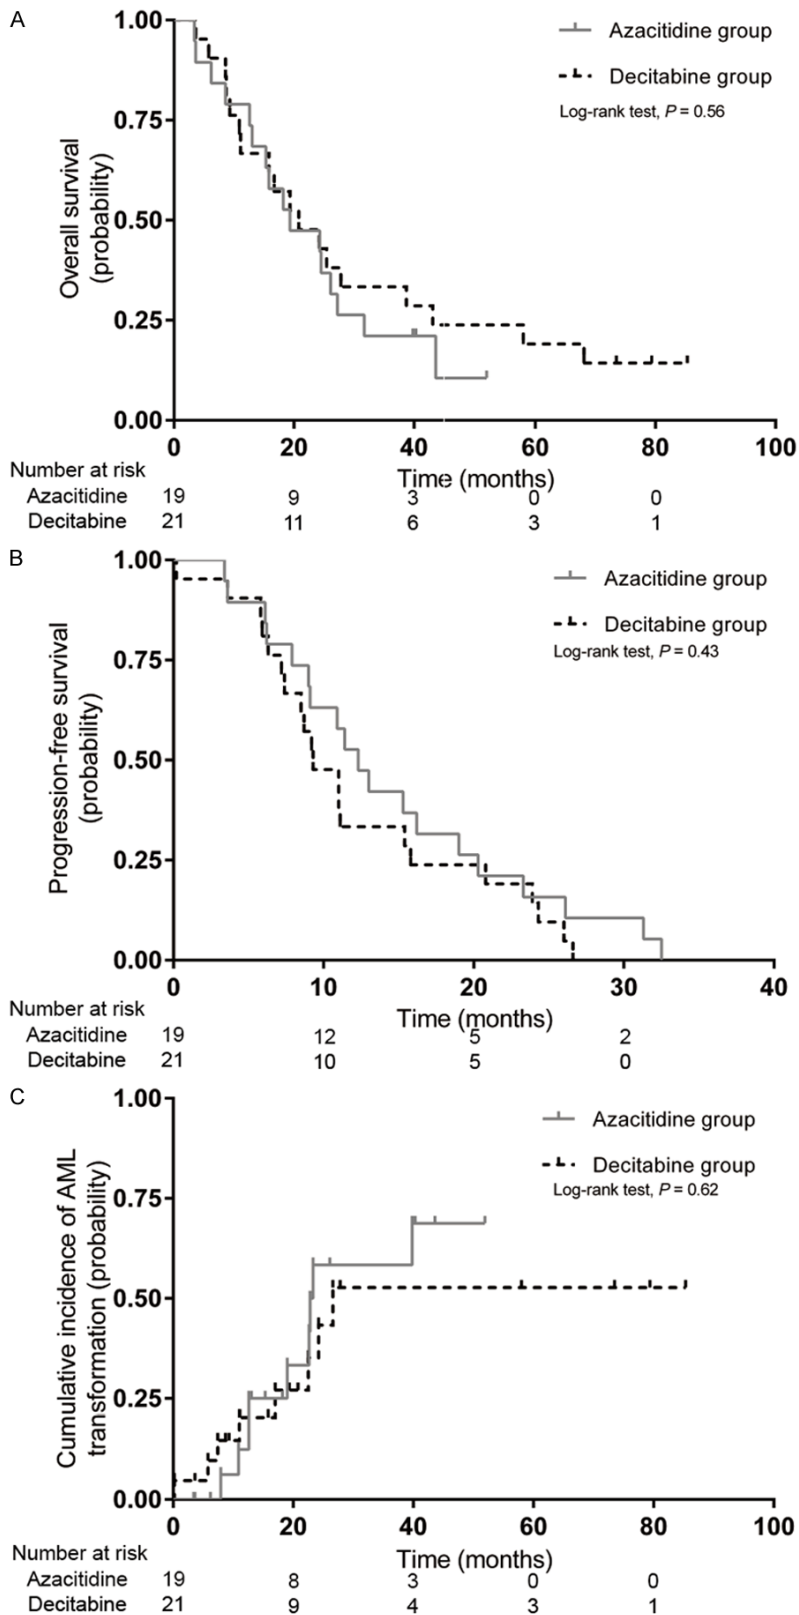 A
1.00
0.75
0.50
0.25
0.00
Overall survival
(probability)
Azacitidine group
Decitabine group
Log-rank test, P = 0.56
0 20 40 60 80 100
Time (months)
Number at risk
Azacitidine 19 9 3 0 0
Decitabine 21 11 6 3 1
B
1.00
0.75
0.50
0.25
0.00
Progression-free survival
(probability)
Azacitidine group
Decitabine group
Log-rank test, P = 0.43
0 10 20 30 40
Time (months)
Number at risk
Azacitidine 19 12 5 2
Decitabine 21 10 5 0
C
1.00
0.75
0.50
0.25
0.00
Cumulative incidence of AML
transformation (probability)
Azacitidine group
Decitabine group
Log-rank test, P = 0.62
0 20 40 60 80 100
Time (months)
Number at risk
Azacitidine 19 8 3 0 0
Decitabine 21 9 4 3 1